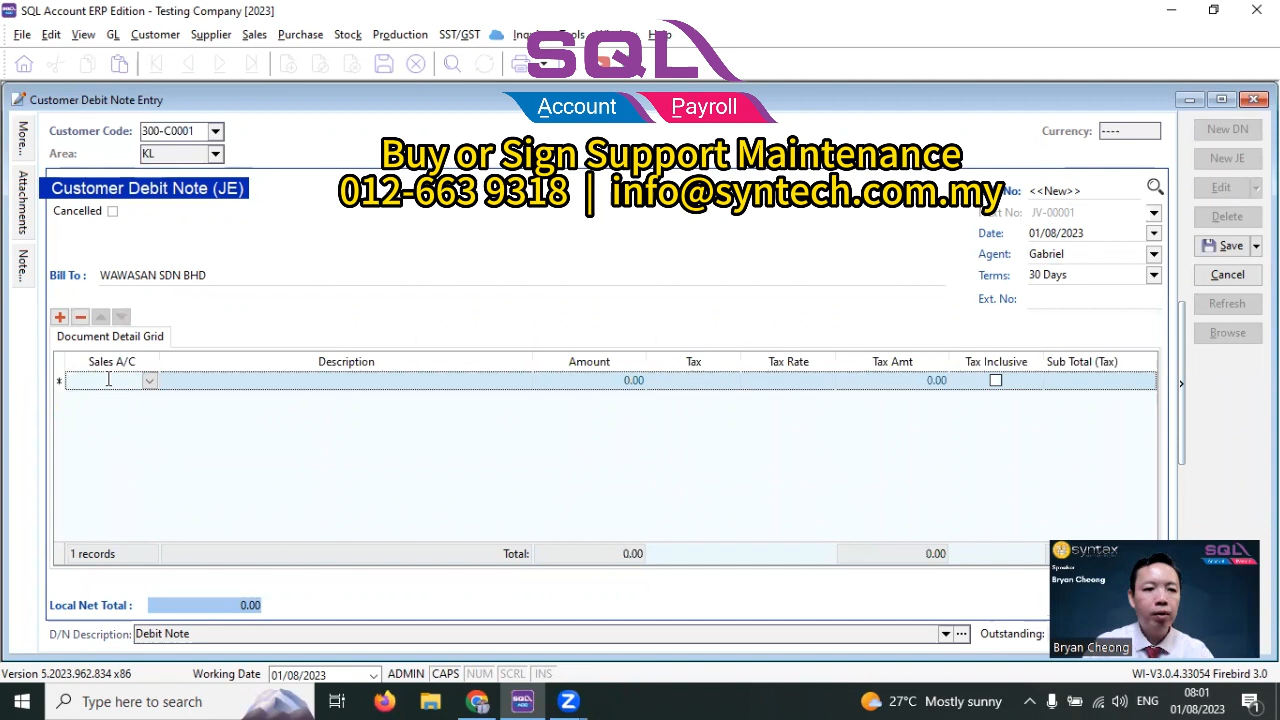 SQL Account ERP Edition - Testing Company [2023]
File Edit View GL Customer Supplier Sales Purchase Stock Production SST/GST Tools
SQL
Account Payroll
Customer Debit Note Entry
Buy or Sign Support Maintenance
012-663 9318 | info@syntech.com.my
More...
Attachments
Note...
Customer Code: 300-C0001
Area: KL
Currency: ----
Customer Debit Note (JE)
Cancelled
No: <<New>>
JV-00001
Date: 01/08/2023
Agent: Gabriel
Terms: 30 Days
Ext. No:
Bill To : WAWASAN SDN BHD
New DN
New JE
Edit
Delete
Save
Cancel
Refresh
Browse
Document Detail Grid
Sales A/C Description Amount Tax Tax Rate Tax Amt Tax Inclusive Sub Total (Tax)
* 0.00 0.00
1 records Total: 0.00 0.00
Local Net Total : 0.00
D/N Description: Debit Note Outstanding:
syntax
SQL
Speaker
Bryan Cheong
Bryan Cheong
Version 5.2023.962.834 x86 Working Date 01/08/2023 ADMIN CAPS NUM SCRL INS WI-V3.0.4.33054 Firebird 3.0
Type here to search
27°C Mostly sunny
ENG
08:01
01/08/2023